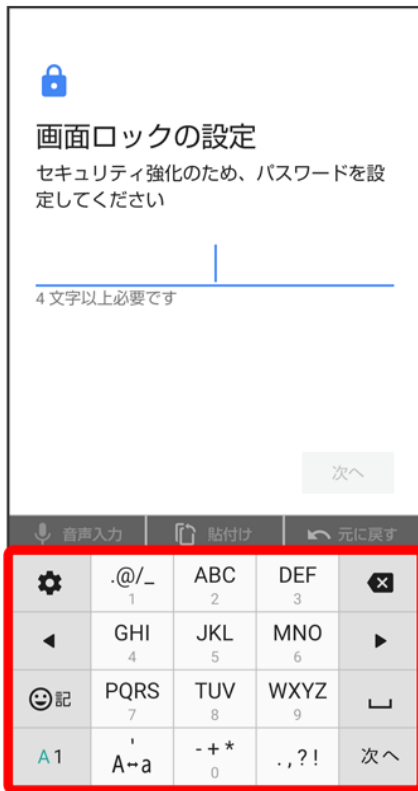 画面ロックの設定
セキュリティ強化のため、パスワードを設
定してください
4 文字以上必要です
次へ
音声入力 貼付け 元に戻す
.@/_ ABC DEF
1 2 3
GHI JKL MNO
4 5 6
記 PQRS TUV WXYZ
7 8 9
A1 ' A↔a - + * . , ? ! 次へ
0